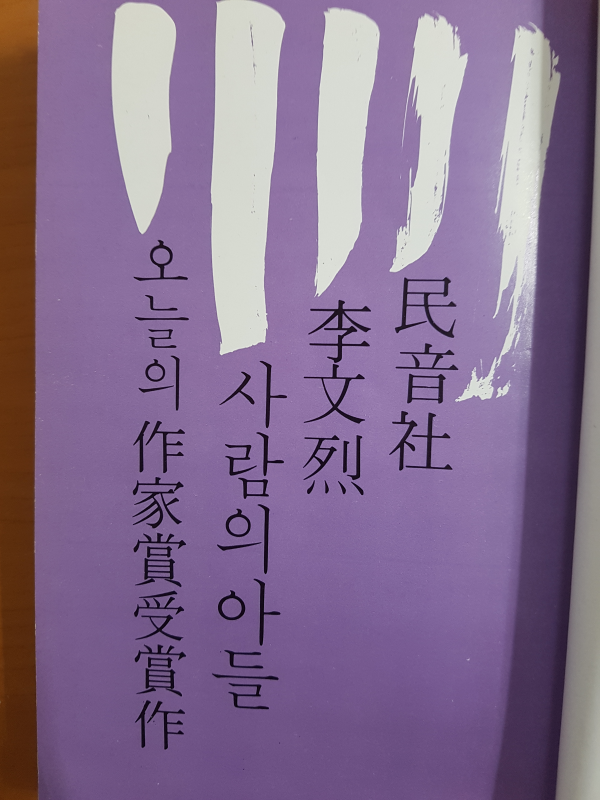 오늘의 作家賞受賞作
사람의 아들
李文烈
民音社